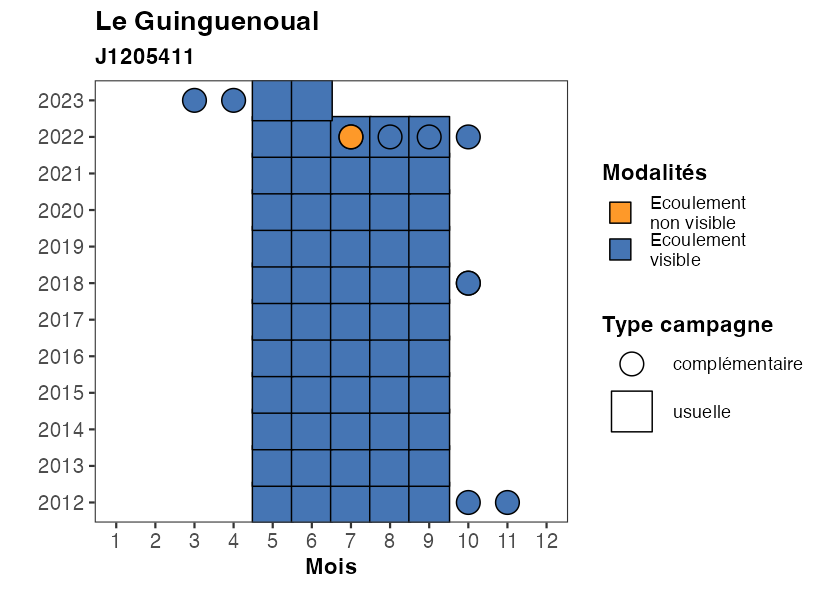 Le Guinguenoual
J1205411
2023
2022
2021
2020
2019
2018
2017
2016
2015
2014
2013
2012
1 2 3 4 5 6 7 8 9 10 11 12
Mois
Modalités
Ecoulement
non visible
Ecoulement
visible
Type campagne
complémentaire
usuelle